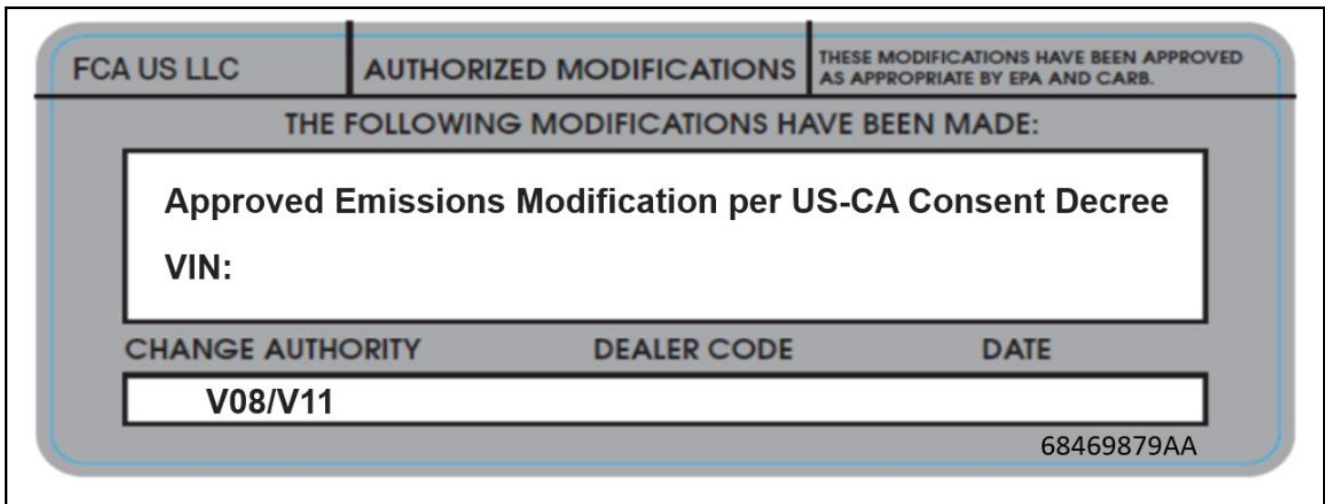 FCA US LLC
AUTHORIZED MODIFICATIONS
THESE MODIFICATIONS HAVE BEEN APPROVED
AS APPROPRIATE BY EPA AND CARB.
THE FOLLOWING MODIFICATIONS HAVE BEEN MADE:
Approved Emissions Modification per US-CA Consent Decree
VIN:
CHANGE AUTHORITY DEALER CODE DATE
V08/V11
68469879AA